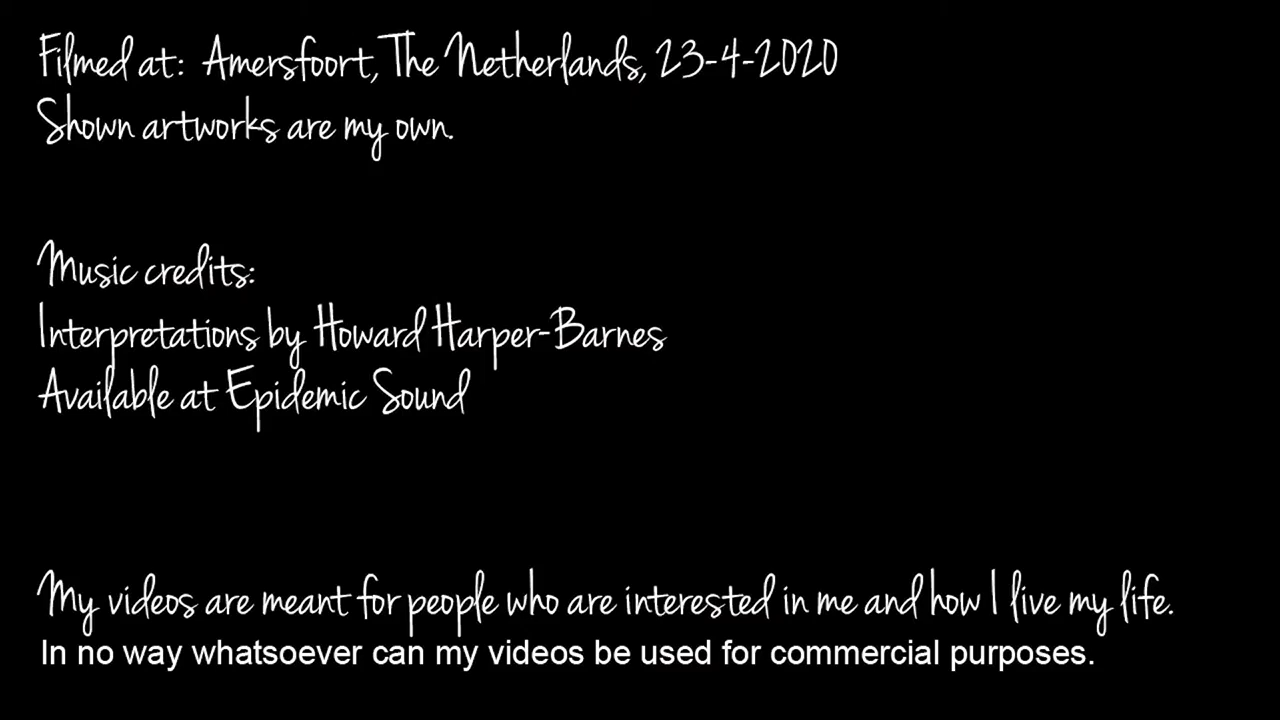 Filmed at: Amersfoort, The Netherlands, 23-4-2020
Shown artworks are my own.
Music credits:
Interpretations by Howard Harper-Barnes
Available at Epidemic Sound
My videos are meant for people who are interested in me and how I live my life.
In no way whatsoever can my videos be used for commercial purposes.